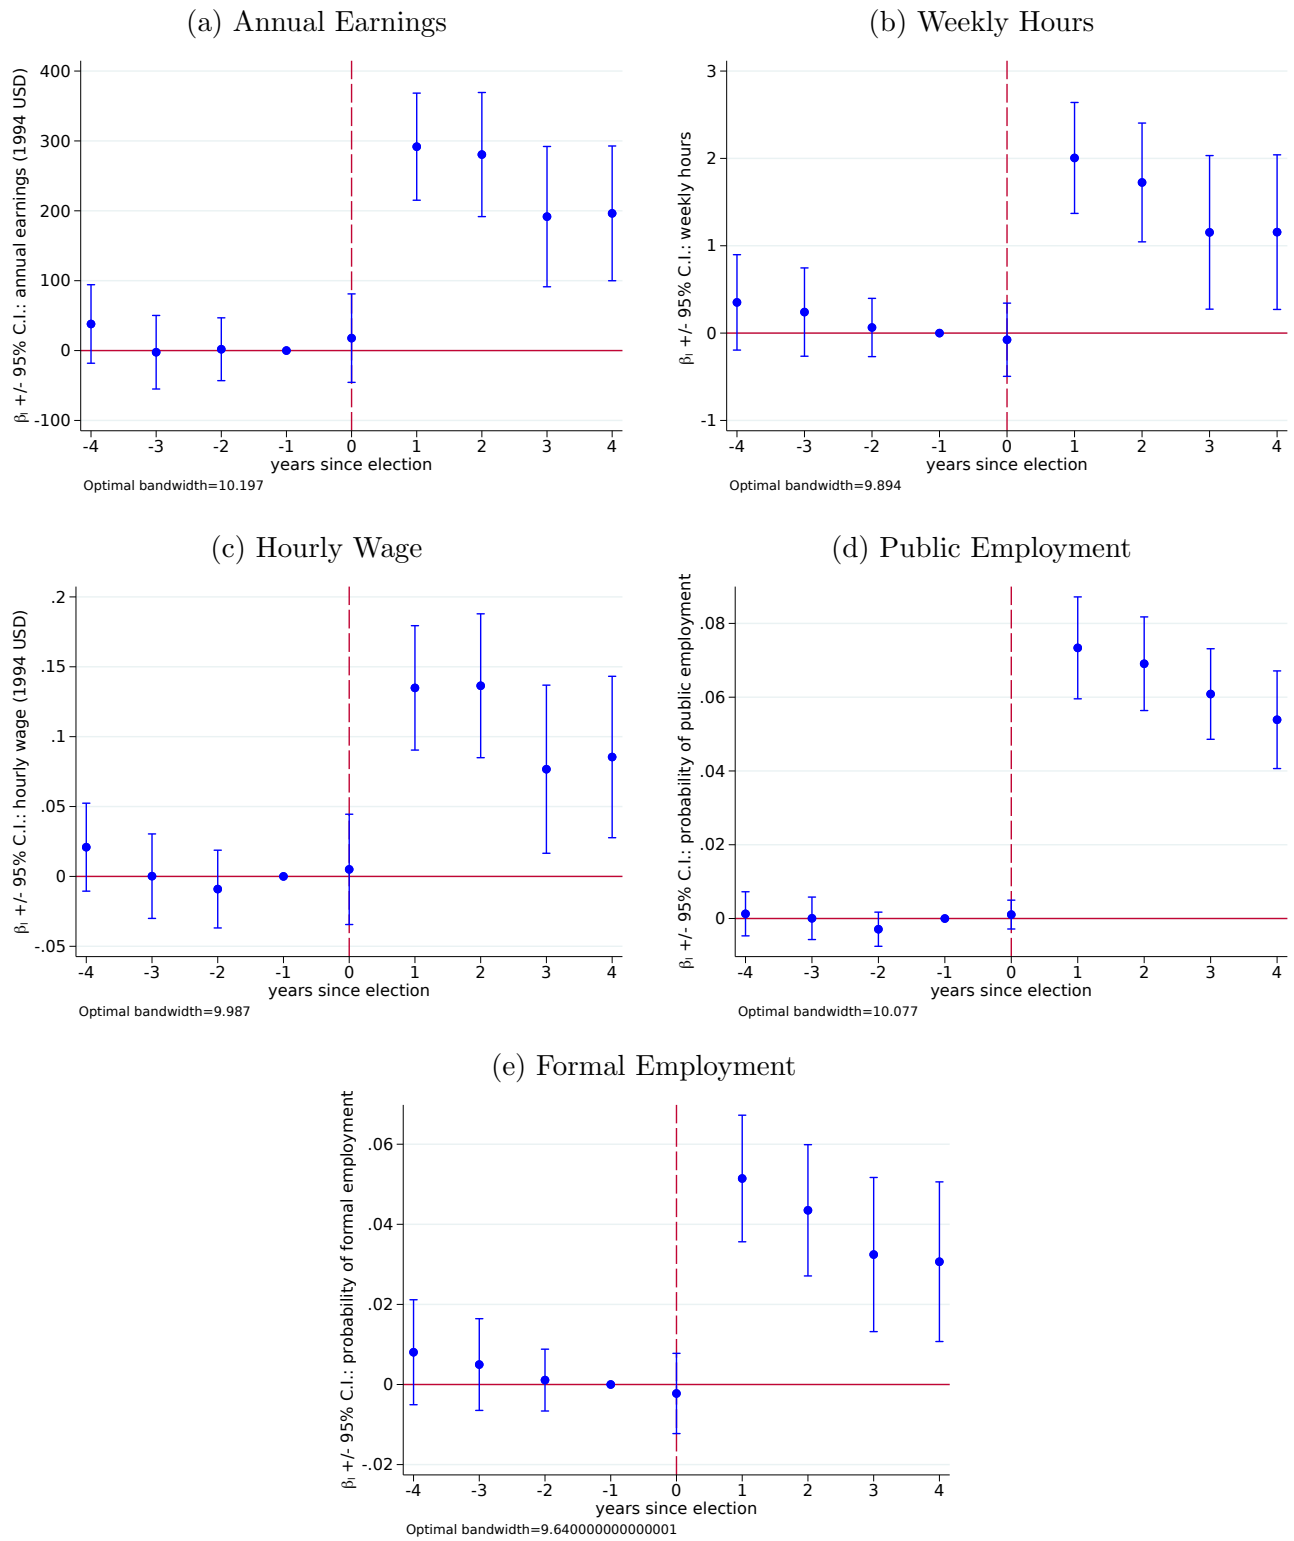 (a) Annual Earnings
β_l +/- 95% C.I.: annual earnings (1994 USD)
400
300
200
100
0
-100
-4 -3 -2 -1 0 1 2 3 4
years since election
Optimal bandwidth=10.197
(b) Weekly Hours
β_l +/- 95% C.I.: weekly hours
3
2
1
0
-1
-4 -3 -2 -1 0 1 2 3 4
years since election
Optimal bandwidth=9.894
(c) Hourly Wage
β_l +/- 95% C.I.: hourly wage (1994 USD)
.2
.15
.1
.05
0
-.05
-4 -3 -2 -1 0 1 2 3 4
years since election
Optimal bandwidth=9.987
(d) Public Employment
β_l +/- 95% C.I.: probability of public employment
.08
.06
.04
.02
0
-4 -3 -2 -1 0 1 2 3 4
years since election
Optimal bandwidth=10.077
(e) Formal Employment
β_l +/- 95% C.I.: probability of formal employment
.06
.04
.02
0
-.02
-4 -3 -2 -1 0 1 2 3 4
years since election
Optimal bandwidth=9.640000000000001